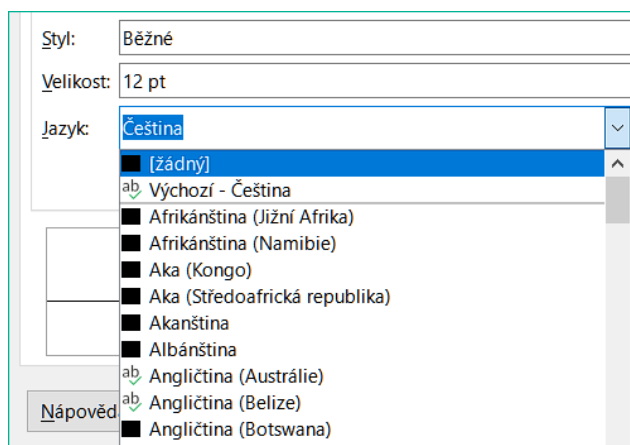 Styl: Běžné
Velikost: 12 pt
Jazyk: Čeština
[žádný]
Výchozí - Čeština
Afrikánština (Jižní Afrika)
Afrikánština (Namibie)
Aka (Kongo)
Aka (Středoafrická republika)
Akanština
Albánština
Angličtina (Austrálie)
Angličtina (Belize)
Nápověd
Angličtina (Botswana)